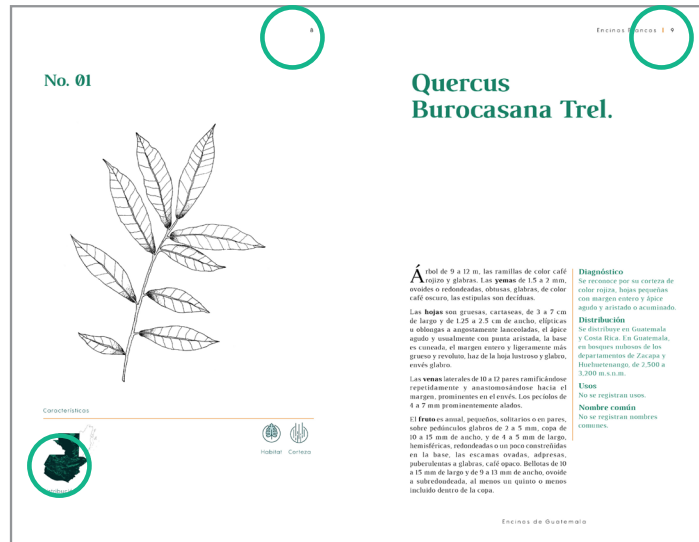 8
Encinos Blancos | 9
No. 01
Quercus
Burocasana Trel.
Árbol de 9 a 12 m, las ramillas de color café
rojizo y glabras. Las yemas de 1.5 a 2 mm,
ovoides o redondeadas, obtusas, glabras, de color
café oscuro, las estípulas son decíduas.
Las hojas son gruesas, cartaseas, de 3 a 7 cm
de largo y de 1.25 a 2.5 cm de ancho, elípticas
u oblongas a angostamente lanceoladas, el ápice
agudo y usualmente con punta aristada, la base
es cuneada, el margen entero y ligeramente más
grueso y revoluto, haz de la hoja lustroso y glabro,
envés glabro.
Las venas laterales de 10 a 12 pares ramificándose
repetidamente y anastomosándose hacia el
margen, prominentes en el envés. Los pecíolos de
4 a 7 mm prominentemente alados.
El fruto es anual, pequeños, solitarios o en pares,
sobre pedúnculos glabros de 2 a 5 mm, copa de
10 a 15 mm de ancho, y de 4 a 5 mm de largo,
hemisféricas, redondeadas o un poco constreñidas
en la base, las escamas ovadas, adpresas,
puberulentas a glabras, café opaco. Bellotas de 10
a 15 mm de largo y de 9 a 13 mm de ancho, ovoide
a subredondeada, al menos un quinto o menos
incluido dentro de la copa.
Diagnóstico
Se reconoce por su corteza de
color rojiza, hojas pequeñas
con margen entero y ápice
agudo y aristado o acuminado.
Distribución
Se distribuye en Guatemala
y Costa Rica. En Guatemala,
en bosques nubosos de los
departamentos de Zacapa y
Huehuetenango, de 2,500 a
3,200 m.s.n.m.
Usos
No se registran usos.
Nombre común
No se registran nombres
comunes.
Características
Habitat Corteza
Encinos de Guatemala